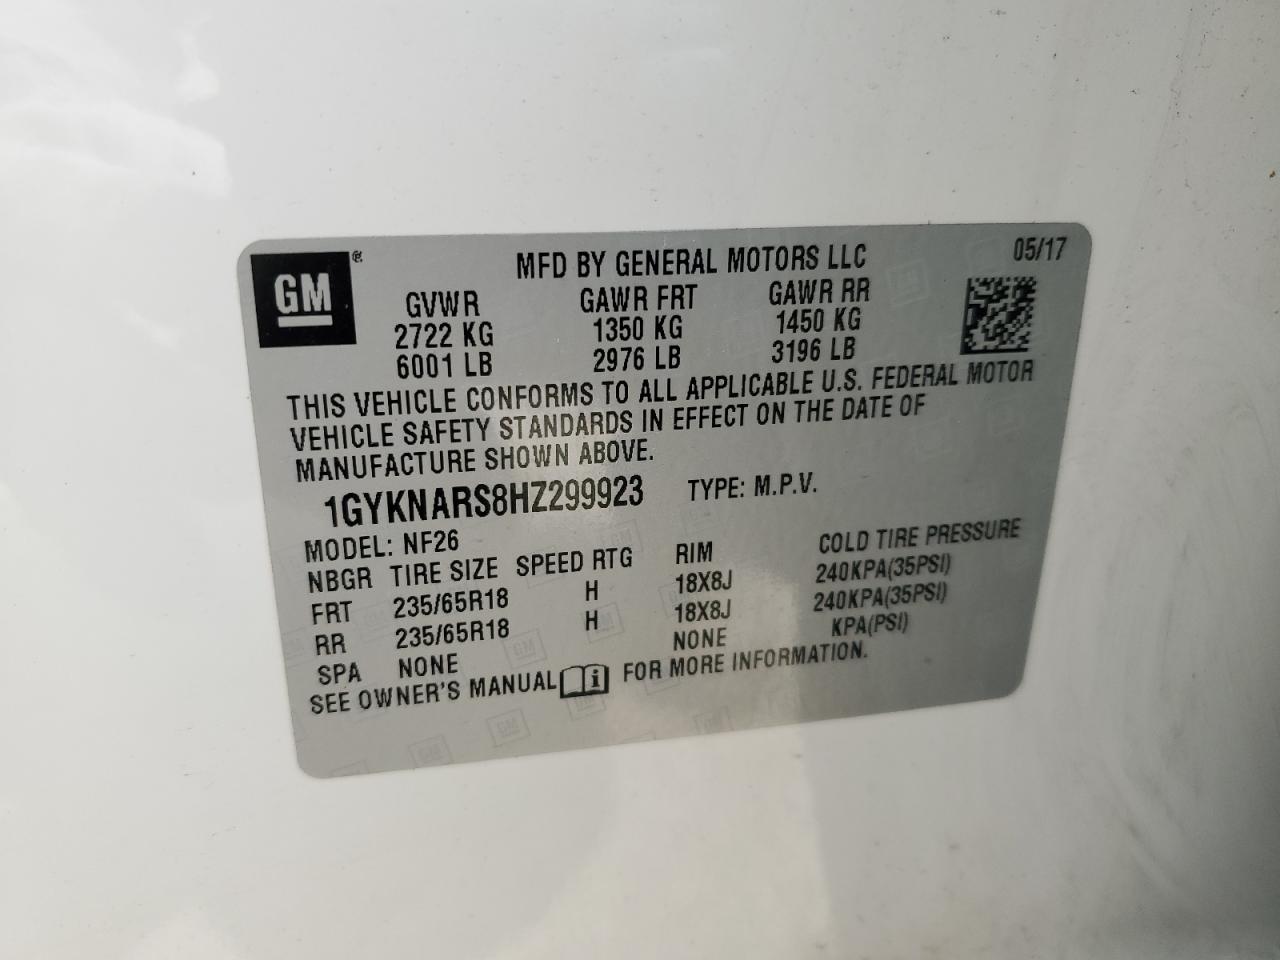 GM
MFD BY GENERAL MOTORS LLC 05/17
GVWR GAWR FRT GAWR RR
2722 KG 1350 KG 1450 KG
6001 LB 2976 LB 3196 LB
THIS VEHICLE CONFORMS TO ALL APPLICABLE U.S. FEDERAL MOTOR
VEHICLE SAFETY STANDARDS IN EFFECT ON THE DATE OF
MANUFACTURE SHOWN ABOVE.
1GYKNARS8HZ299923 TYPE: M.P.V.
MODEL: NF26
NBGR TIRE SIZE SPEED RTG RIM COLD TIRE PRESSURE
FRT 235/65R18 H 18X8J 240KPA(35PSI)
RR 235/65R18 H 18X8J 240KPA(35PSI)
SPA NONE NONE KPA(PSI)
SEE OWNER'S MANUAL i FOR MORE INFORMATION.